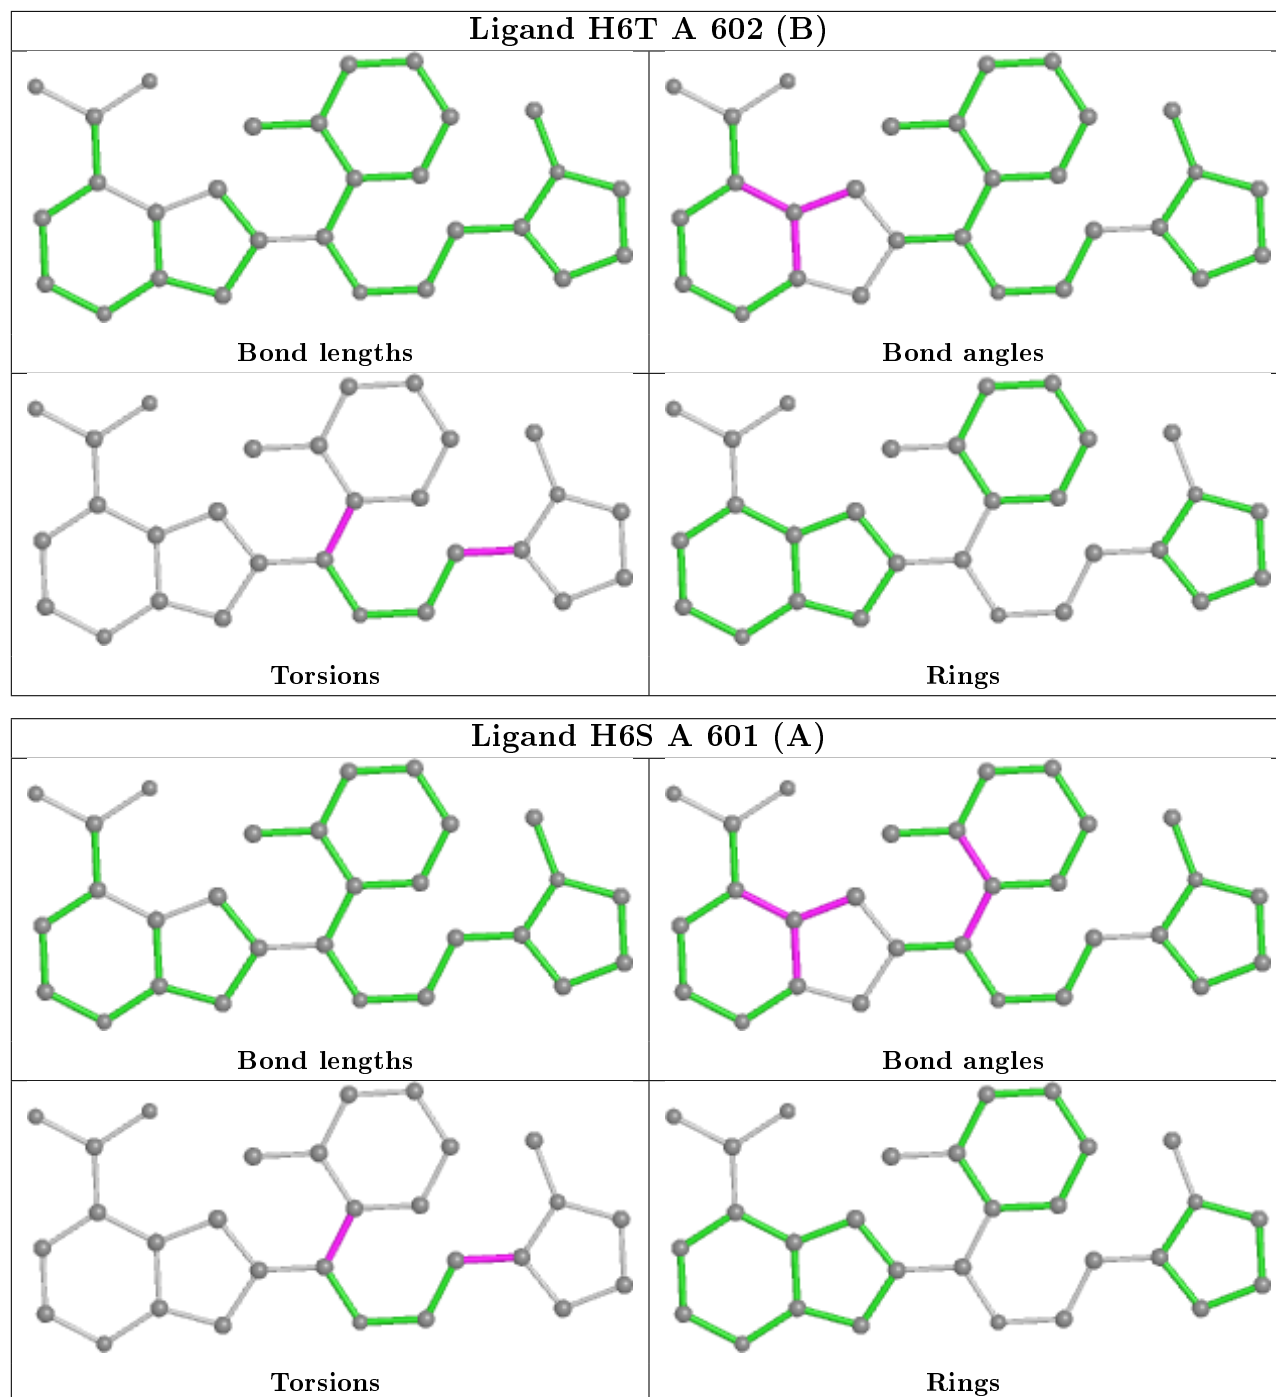 Ligand H6T A 602 (B)
Bond lengths
Bond angles
Torsions
Rings
Ligand H6S A 601 (A)
Bond lengths
Bond angles
Torsions
Rings